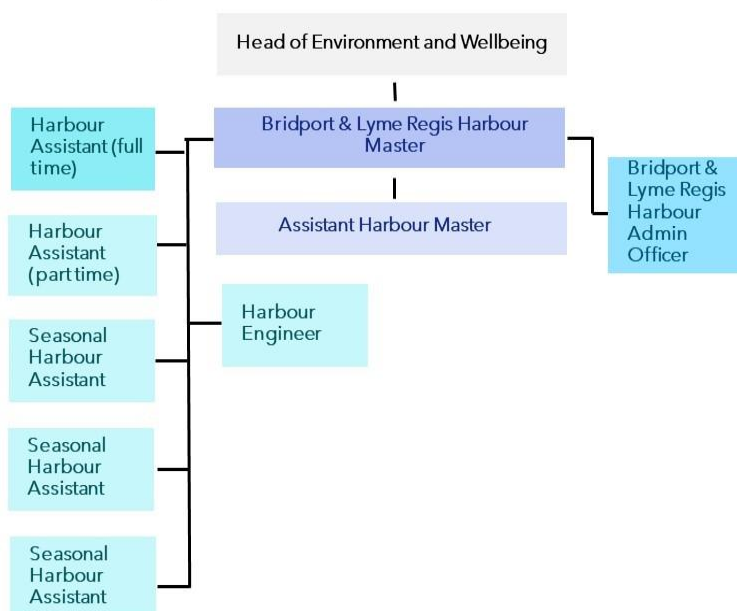 Head of Environment and Wellbeing
Bridport & Lyme Regis Harbour
Master
Assistant Harbour Master
Harbour
Assistant (full
time)
Harbour
Assistant
(part time)
Seasonal
Harbour
Assistant
Seasonal
Harbour
Assistant
Seasonal
Harbour
Assistant
Harbour
Engineer
Bridport &
Lyme Regis
Harbour
Admin
Officer